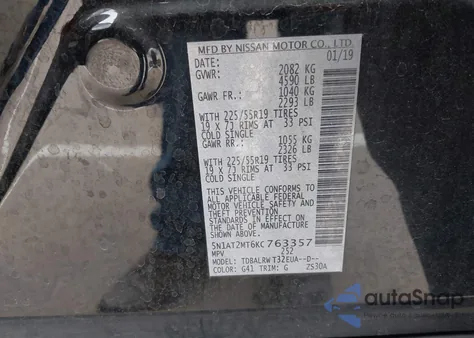 MFD BY NISSAN MOTOR CO., LTD.
DATE: 01/19
GVWR: 2082 KG
4590 LB
GAWR FR: 1040 KG
2293 LB
WITH 225/55R19 TIRES
19 x 7J RIMS AT 33 PSI
COLD SINGLE
GAWR RR: 1055 KG
2326 LB
WITH 225/55R19 TIRES
19 x 7J RIMS AT 33 PSI
COLD SINGLE
THIS VEHICLE CONFORMS TO
ALL APPLICABLE FEDERAL
MOTOR VEHICLE SAFETY
STANDARDS IN EFFECT ON
THE DATE OF MANUFACTURE
SHOWN ABOVE.
5N1AT2MT6KC763357
MPV 2S2
MODEL: TDBALRWT32EUA--D--
COLOR: G41 TRIM: G 2S30A
autoSnap